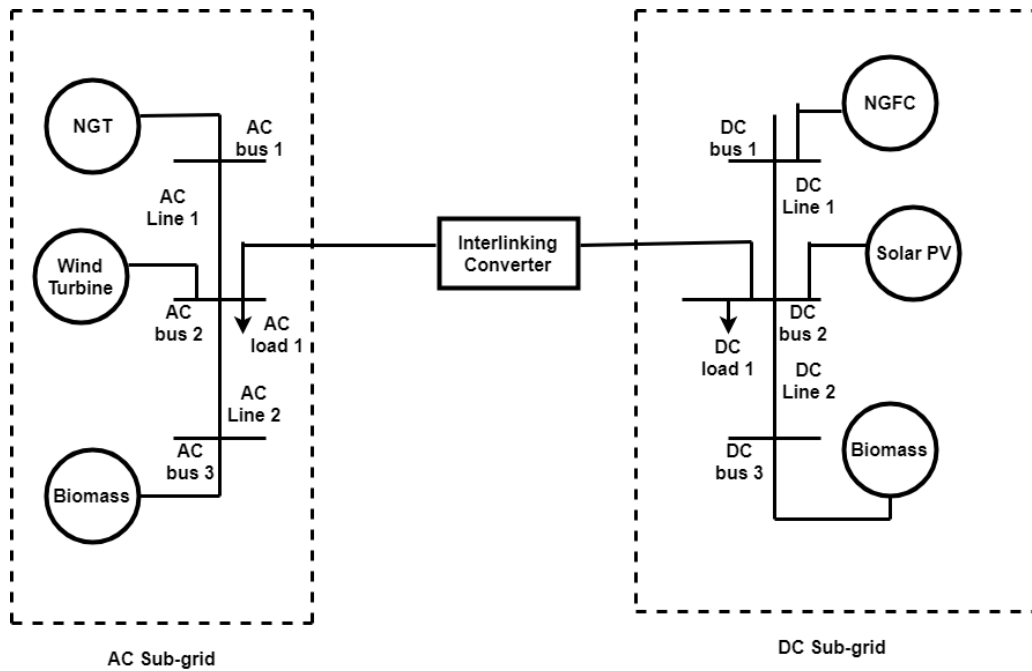 NGT
AC
bus 1
AC
Line 1
Wind
Turbine
AC
bus 2
AC
load 1
AC
Line 2
AC
bus 3
Biomass
AC Sub-grid
Interlinking
Converter
NGFC
DC
bus 1
DC
Line 1
Solar PV
DC
load 1
DC
bus 2
DC
Line 2
DC
bus 3
Biomass
DC Sub-grid